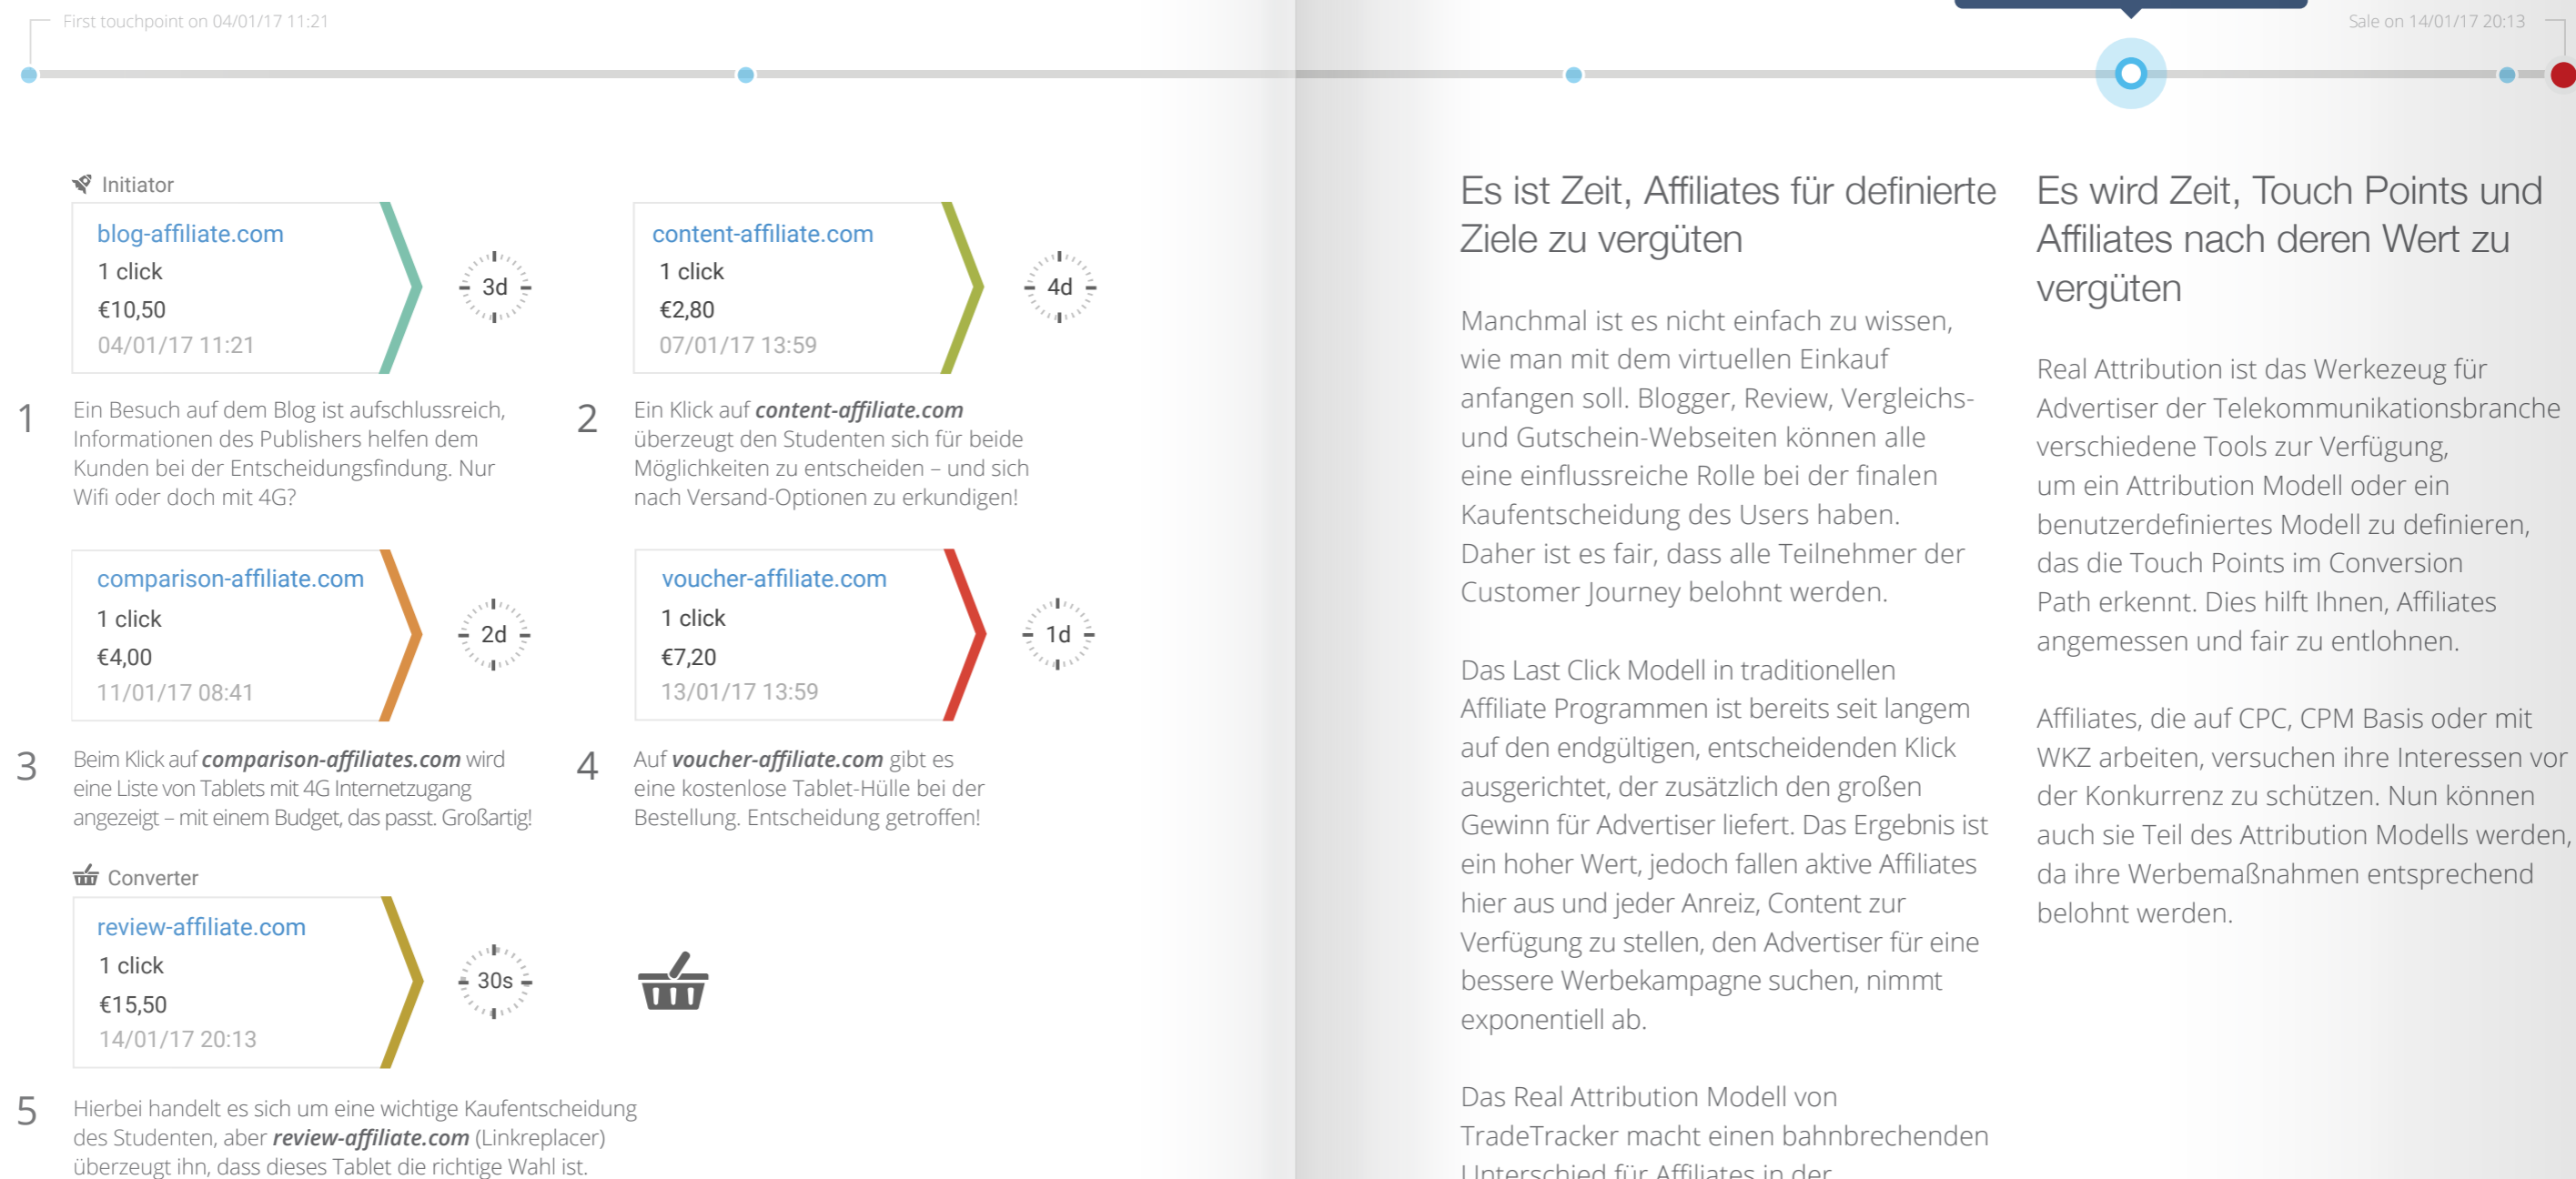 First touchpoint on 04/01/17 11:21
Sale on 14/01/17 20:13
Initiator
blog-affiliate.com
1 click
€10,50
04/01/17 11:21
3d
1
Ein Besuch auf dem Blog ist aufschlussreich,
Informationen des Publishers helfen dem
Kunden bei der Entscheidungsfindung. Nur
Wifi oder doch mit 4G?
content-affiliate.com
1 click
€2,80
07/01/17 13:59
4d
2
Ein Klick auf content-affiliate.com
überzeugt den Studenten sich für beide
Möglichkeiten zu entscheiden – und sich
nach Versand-Optionen zu erkundigen!
comparison-affiliate.com
1 click
€4,00
11/01/17 08:41
2d
3
Beim Klick auf comparison-affiliates.com wird
eine Liste von Tablets mit 4G Internetzugang
angezeigt – mit einem Budget, das passt. Großartig!
voucher-affiliate.com
1 click
€7,20
13/01/17 13:59
1d
4
Auf voucher-affiliate.com gibt es
eine kostenlose Tablet-Hülle bei der
Bestellung. Entscheidung getroffen!
Converter
review-affiliate.com
1 click
€15,50
14/01/17 20:13
30s
5
Hierbei handelt es sich um eine wichtige Kaufentscheidung
des Studenten, aber review-affiliate.com (Linkreplacer)
überzeugt ihn, dass dieses Tablet die richtige Wahl ist.
Es ist Zeit, Affiliates für definierte
Ziele zu vergüten
Manchmal ist es nicht einfach zu wissen,
wie man mit dem virtuellen Einkauf
anfangen soll. Blogger, Review, Vergleichs-
und Gutschein-Webseiten können alle
eine einflussreiche Rolle bei der finalen
Kaufentscheidung des Users haben.
Daher ist es fair, dass alle Teilnehmer der
Customer Journey belohnt werden.
Das Last Click Modell in traditionellen
Affiliate Programmen ist bereits seit langem
auf den endgültigen, entscheidenden Klick
ausgerichtet, der zusätzlich den großen
Gewinn für Advertiser liefert. Das Ergebnis ist
ein hoher Wert, jedoch fallen aktive Affiliates
hier aus und jeder Anreiz, Content zur
Verfügung zu stellen, den Advertiser für eine
bessere Werbekampagne suchen, nimmt
exponentiell ab.
Das Real Attribution Modell von
TradeTracker macht einen bahnbrechenden
Unterschied für Affiliates in der
Es wird Zeit, Touch Points und
Affiliates nach deren Wert zu
vergüten
Real Attribution ist das Werkezeug für
Advertiser der Telekommunikationsbranche
verschiedene Tools zur Verfügung,
um ein Attribution Modell oder ein
benutzerdefiniertes Modell zu definieren,
das die Touch Points im Conversion
Path erkennt. Dies hilft Ihnen, Affiliates
angemessen und fair zu entlohnen.
Affiliates, die auf CPC, CPM Basis oder mit
WKZ arbeiten, versuchen ihre Interessen vor
der Konkurrenz zu schützen. Nun können
auch sie Teil des Attribution Modells werden,
da ihre Werbemaßnahmen entsprechend
belohnt werden.